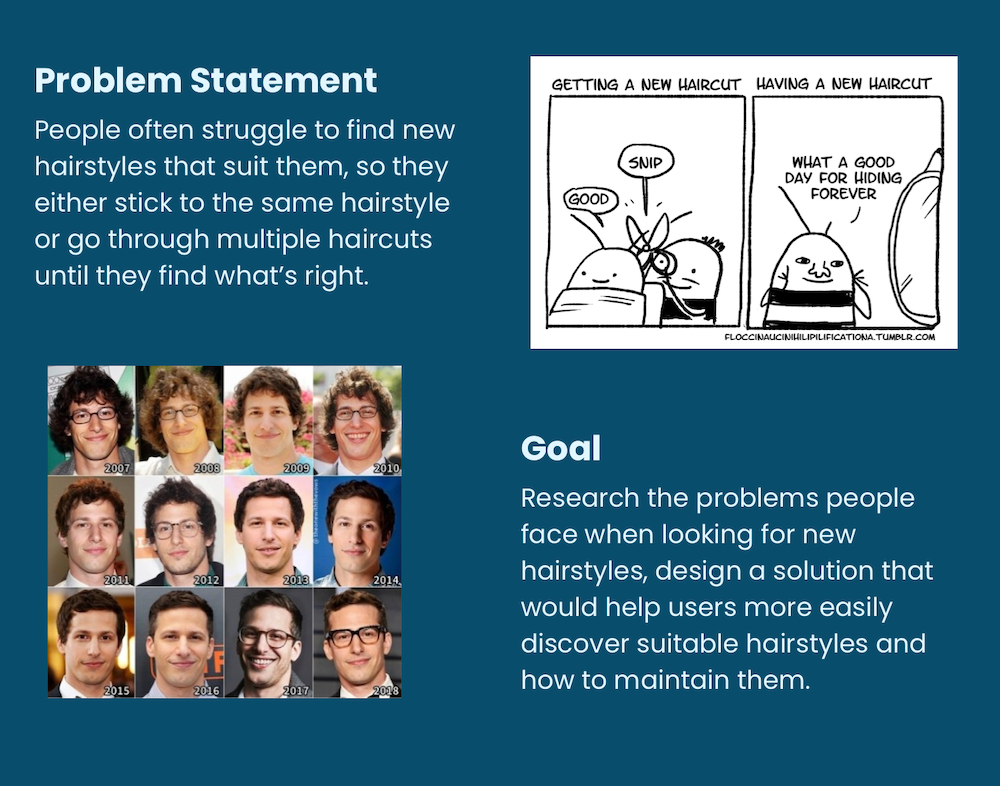 Problem Statement
People often struggle to find new
hairstyles that suit them, so they
either stick to the same hairstyle
or go through multiple haircuts
until they find what’s right.
GETTING A NEW HAIRCUT
GOOD
SNIP
HAVING A NEW HAIRCUT
WHAT A GOOD
DAY FOR HIDING
FOREVER
FLOCCINAUCINIHILIPILIFICATIONA.TUMBLR.COM
2007
2008
2009
2010
2011
2012
2013
2014
2015
2016
2017
2018
Goal
Research the problems people
face when looking for new
hairstyles, design a solution that
would help users more easily
discover suitable hairstyles and
how to maintain them.